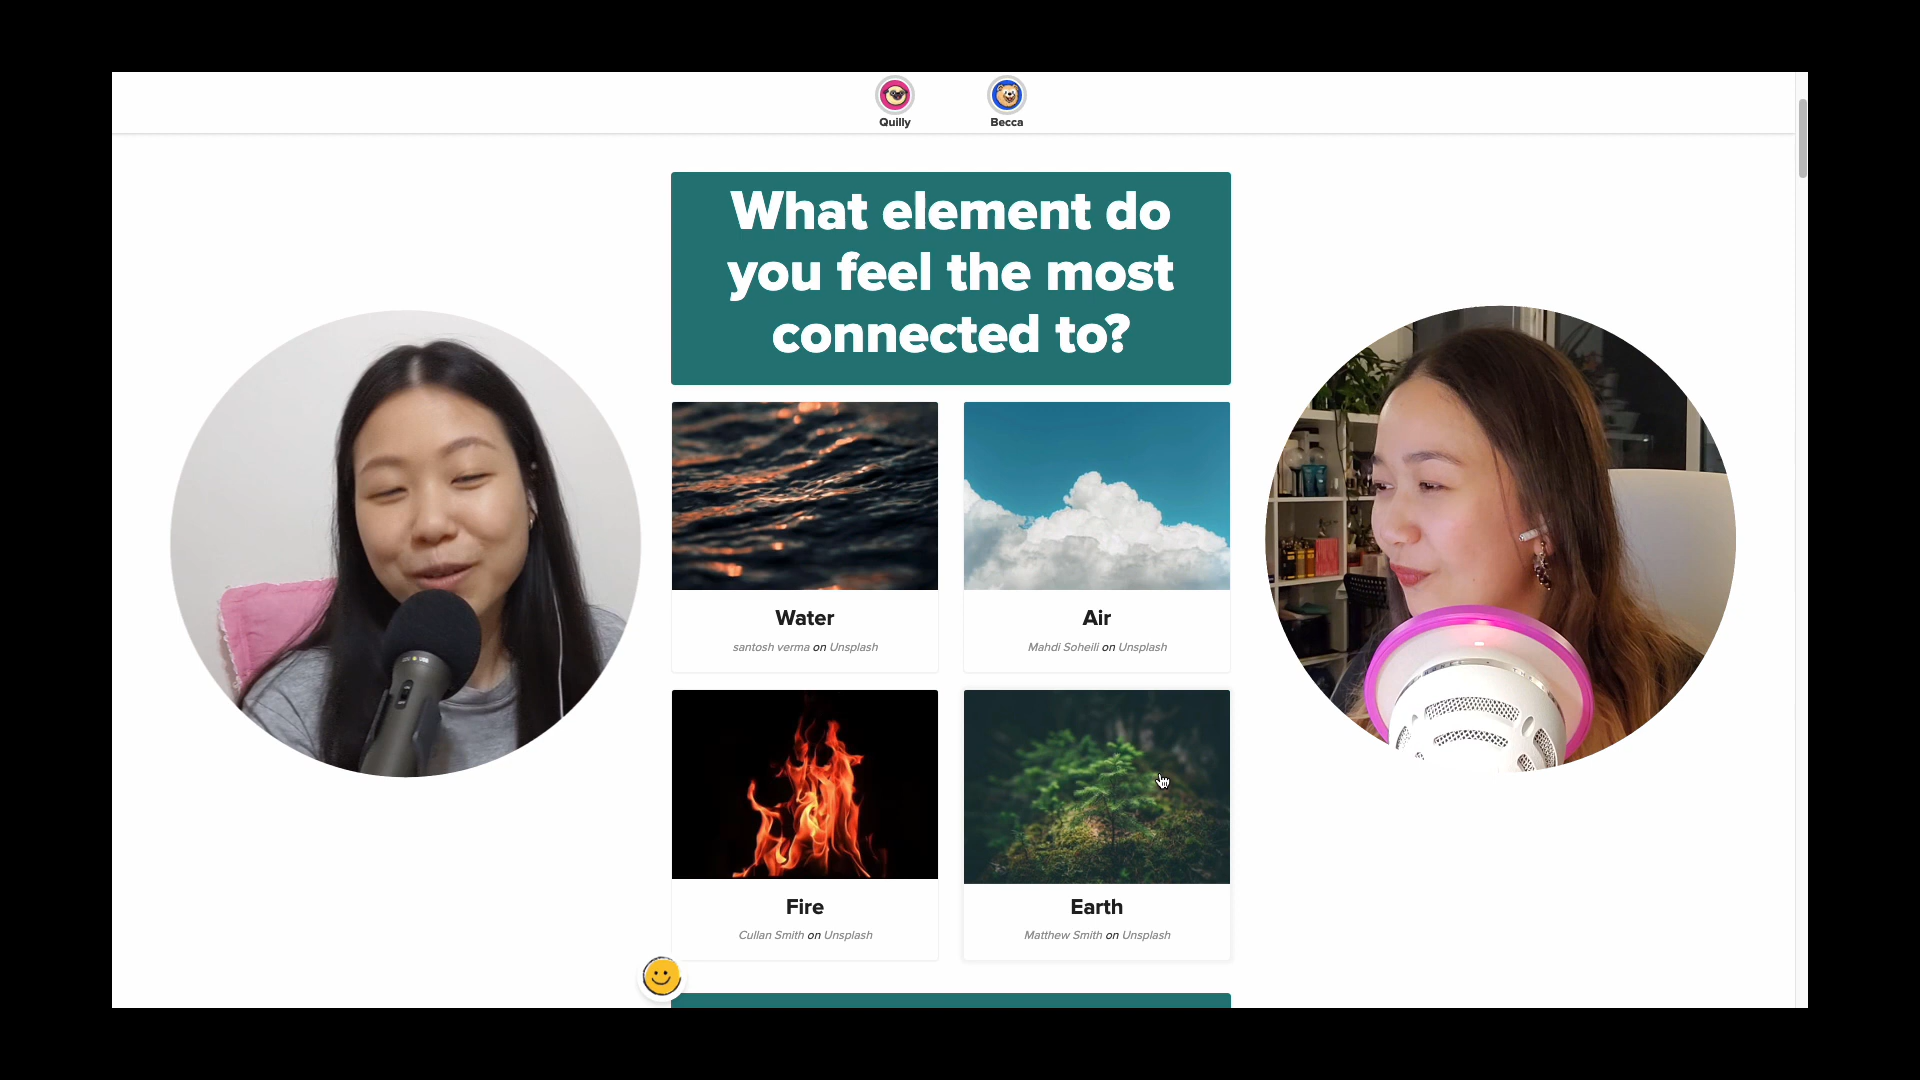 Quilly
Becca
What element do
you feel the most
connected to?
Water
santosh verma on Unsplash
Air
Mahdi Soheili on Unsplash
Fire
Cullan Smith on Unsplash
Earth
Matthew Smith on Unsplash